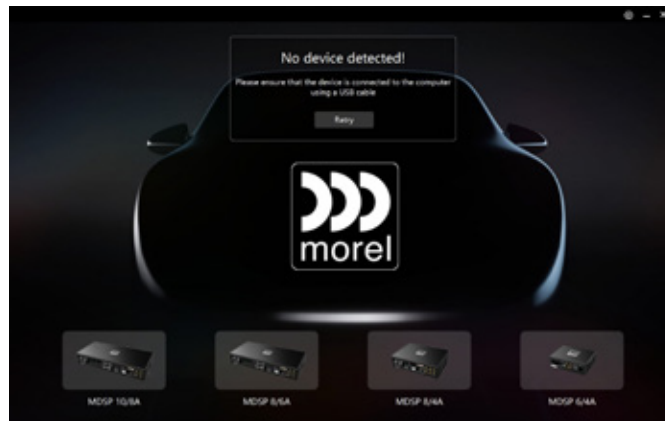 No device detected!
Please ensure that the device is connected to the computer
using a USB cable
Retry
morel
MDSP 10/8A
MDSP 8/6A
MDSP 8/4A
MDSP 6/4A